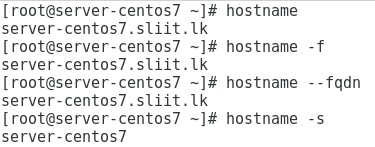 [root@server-centos7 ~]# hostname
server-centos7.sliit.lk
[root@server-centos7 ~]# hostname -f
server-centos7.sliit.lk
[root@server-centos7 ~]# hostname --fqdn
server-centos7.sliit.lk
[root@server-centos7 ~]# hostname -s
server-centos7